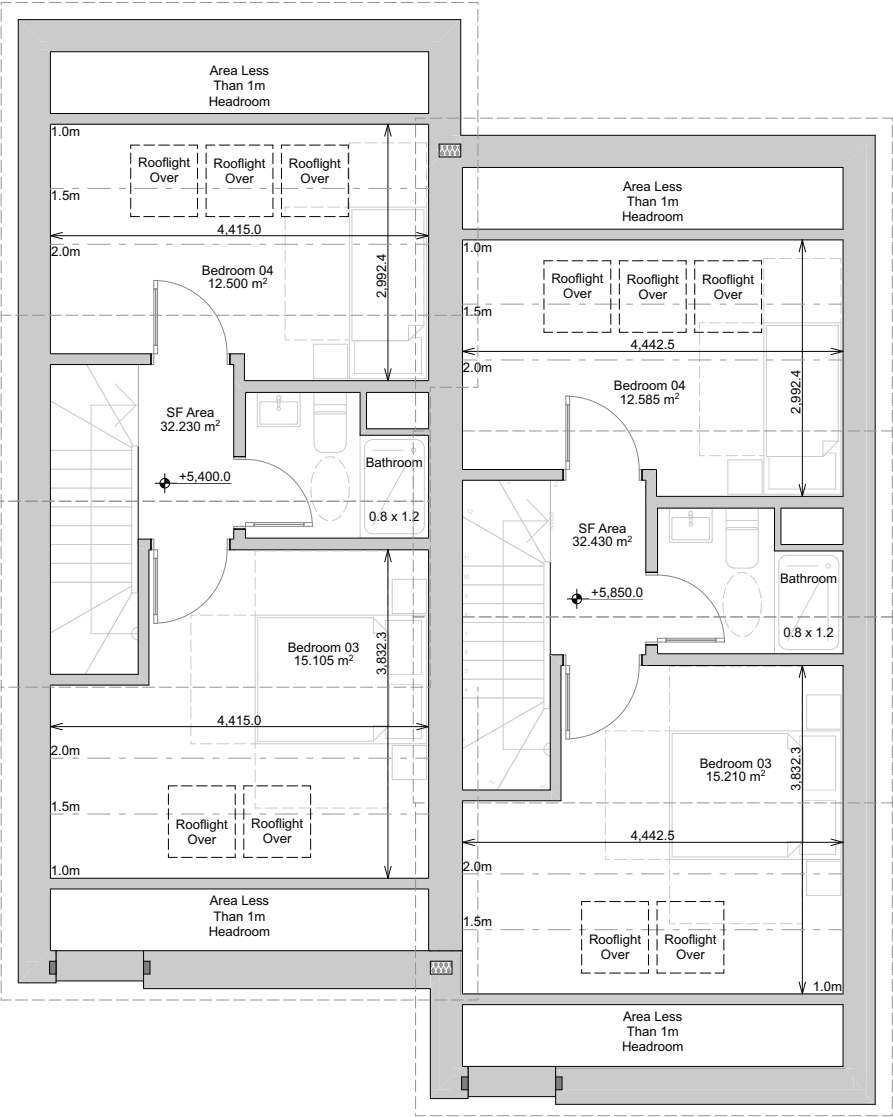 Area Less
Than 1m
Headroom
1.0m
Rooflight
Over
Rooflight
Over
Rooflight
Over
1.5m
4,415.0
2.0m
Bedroom 04
12.500 m²
2,992.4
SF Area
32.230 m²
+5,400.0
Bathroom
0.8 x 1.2
Bedroom 03
15.105 m²
3,832.3
4,415.0
2.0m
1.5m
Rooflight
Over
Rooflight
Over
1.0m
Area Less
Than 1m
Headroom
Area Less
Than 1m
Headroom
1.0m
Rooflight
Over
Rooflight
Over
Rooflight
Over
1.5m
4,442.5
2.0m
Bedroom 04
12.585 m²
2,992.4
SF Area
32.430 m²
+5,850.0
Bathroom
0.8 x 1.2
Bedroom 03
15.210 m²
3,832.3
4,442.5
2.0m
1.5m
Rooflight
Over
Rooflight
Over
1.0m
Area Less
Than 1m
Headroom